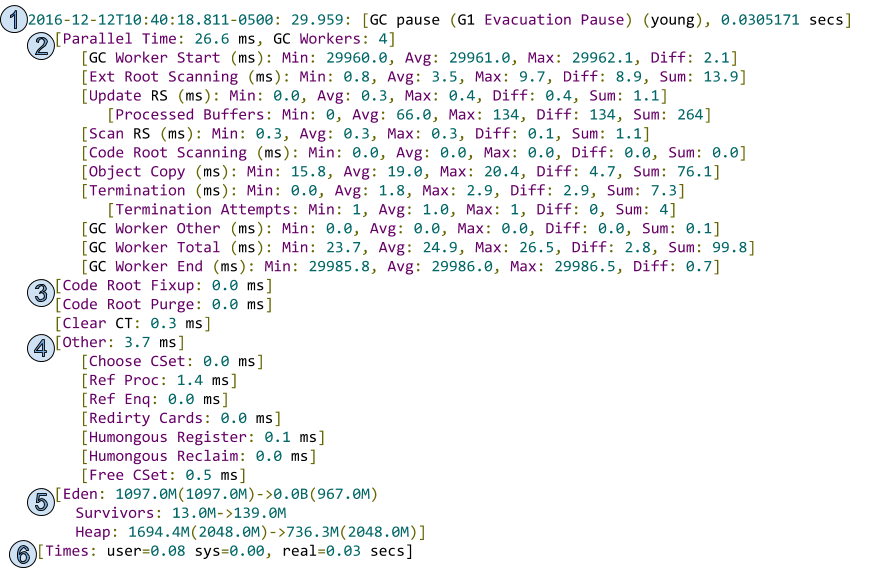 1 2016-12-12T10:40:18.811-0500: 29.959: [GC pause (G1 Evacuation Pause) (young), 0.0305171 secs]
2 [Parallel Time: 26.6 ms, GC Workers: 4]
[GC Worker Start (ms): Min: 29960.0, Avg: 29961.0, Max: 29962.1, Diff: 2.1]
[Ext Root Scanning (ms): Min: 0.8, Avg: 3.5, Max: 9.7, Diff: 8.9, Sum: 13.9]
[Update RS (ms): Min: 0.0, Avg: 0.3, Max: 0.4, Diff: 0.4, Sum: 1.1]
[Processed Buffers: Min: 0, Avg: 66.0, Max: 134, Diff: 134, Sum: 264]
[Scan RS (ms): Min: 0.3, Avg: 0.3, Max: 0.3, Diff: 0.1, Sum: 1.1]
[Code Root Scanning (ms): Min: 0.0, Avg: 0.0, Max: 0.0, Diff: 0.0, Sum: 0.0]
[Object Copy (ms): Min: 15.8, Avg: 19.0, Max: 20.4, Diff: 4.7, Sum: 76.1]
[Termination (ms): Min: 0.0, Avg: 1.8, Max: 2.9, Diff: 2.9, Sum: 7.3]
[Termination Attempts: Min: 1, Avg: 1.0, Max: 1, Diff: 0, Sum: 4]
[GC Worker Other (ms): Min: 0.0, Avg: 0.0, Max: 0.0, Diff: 0.0, Sum: 0.1]
[GC Worker Total (ms): Min: 23.7, Avg: 24.9, Max: 26.5, Diff: 2.8, Sum: 99.8]
[GC Worker End (ms): Min: 29985.8, Avg: 29986.0, Max: 29986.5, Diff: 0.7]
3 [Code Root Fixup: 0.0 ms]
[Code Root Purge: 0.0 ms]
[Clear CT: 0.3 ms]
4 [Other: 3.7 ms]
[Choose CSet: 0.0 ms]
[Ref Proc: 1.4 ms]
[Ref Enq: 0.0 ms]
[Redirty Cards: 0.0 ms]
[Humongous Register: 0.1 ms]
[Humongous Reclaim: 0.0 ms]
[Free CSet: 0.5 ms]
5 [Eden: 1097.0M(1097.0M)->0.0B(967.0M)
Survivors: 13.0M->139.0M
Heap: 1694.4M(2048.0M)->736.3M(2048.0M)]
6 [Times: user=0.08 sys=0.00, real=0.03 secs]